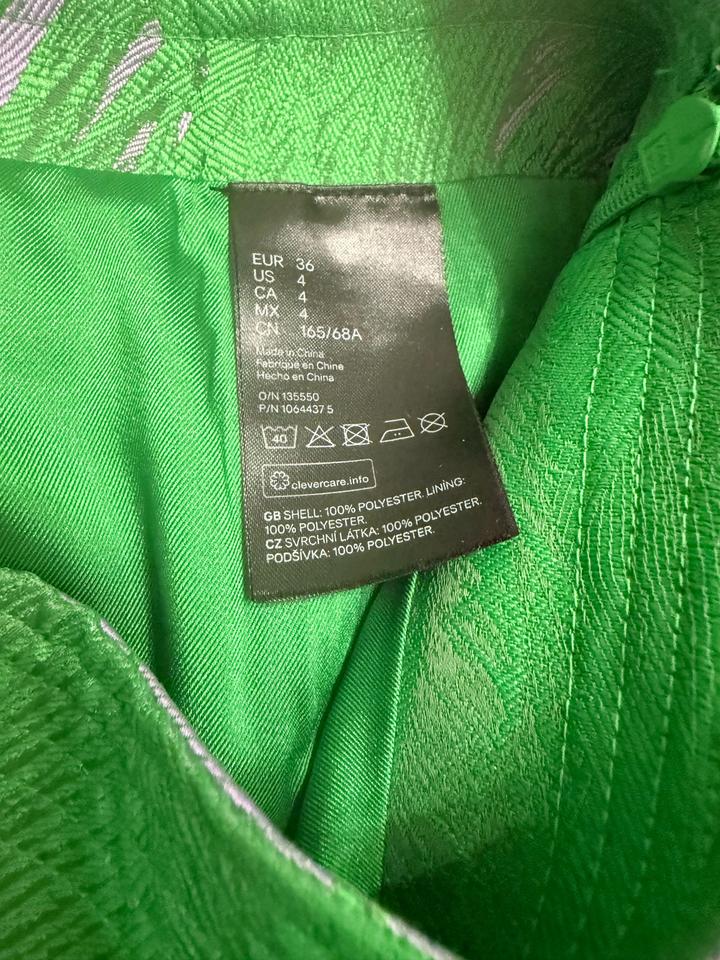 EUR 36
US 4
CA 4
MX 4
CN 165/68A
Made in China
Fabriqué en Chine
Hecho en China
O/N 135550
P/N 1064437 5
40
clevercare.info
GB SHELL: 100% POLYESTER. LINING:
100% POLYESTER.
CZ SVRCHNÍ LÁTKA: 100% POLYESTER.
PODŠÍVKA: 100% POLYESTER.